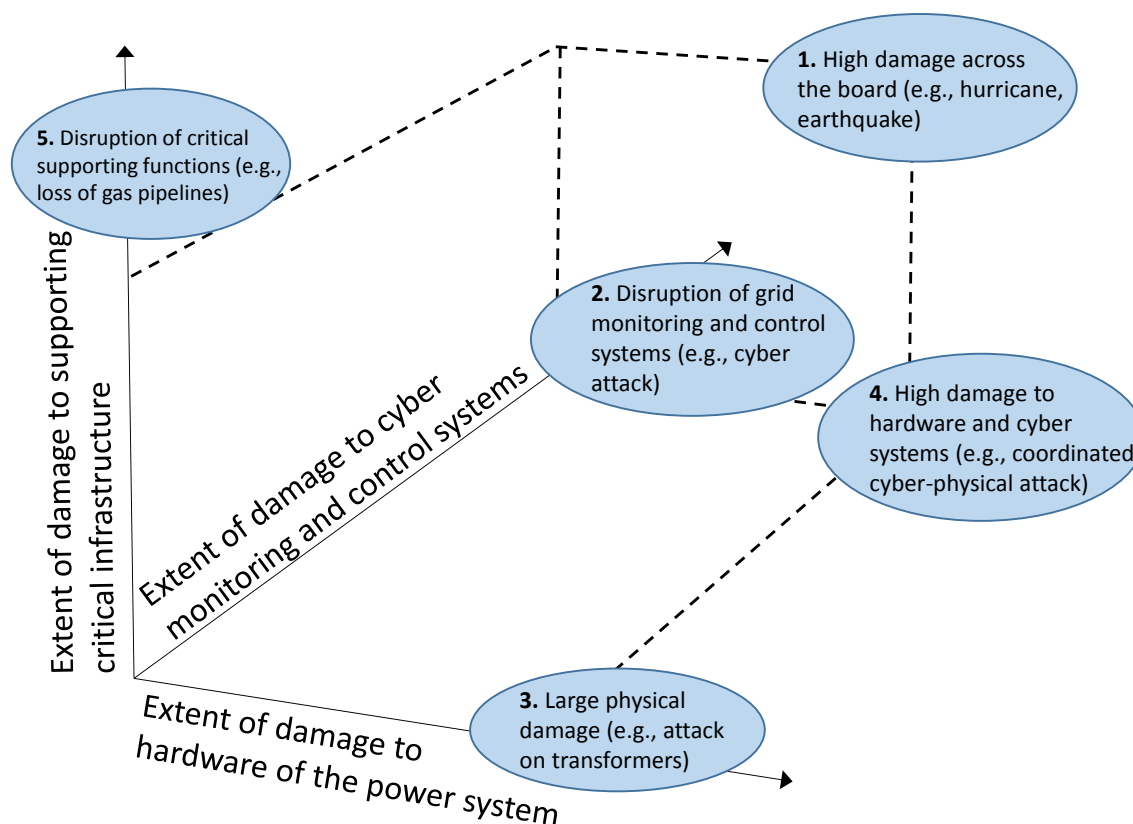 1. High damage across
the board (e.g., hurricane,
earthquake)
5. Disruption of critical
supporting functions (e.g.,
loss of gas pipelines)
2. Disruption of grid
monitoring and control
systems (e.g., cyber
attack)
4. High damage to
hardware and cyber
systems (e.g., coordinated
cyber-physical attack)
3. Large physical
damage (e.g., attack
on transformers)
Extent of damage to supporting
critical infrastructure
Extent of damage to cyber
monitoring and control systems
Extent of damage to
hardware of the power system